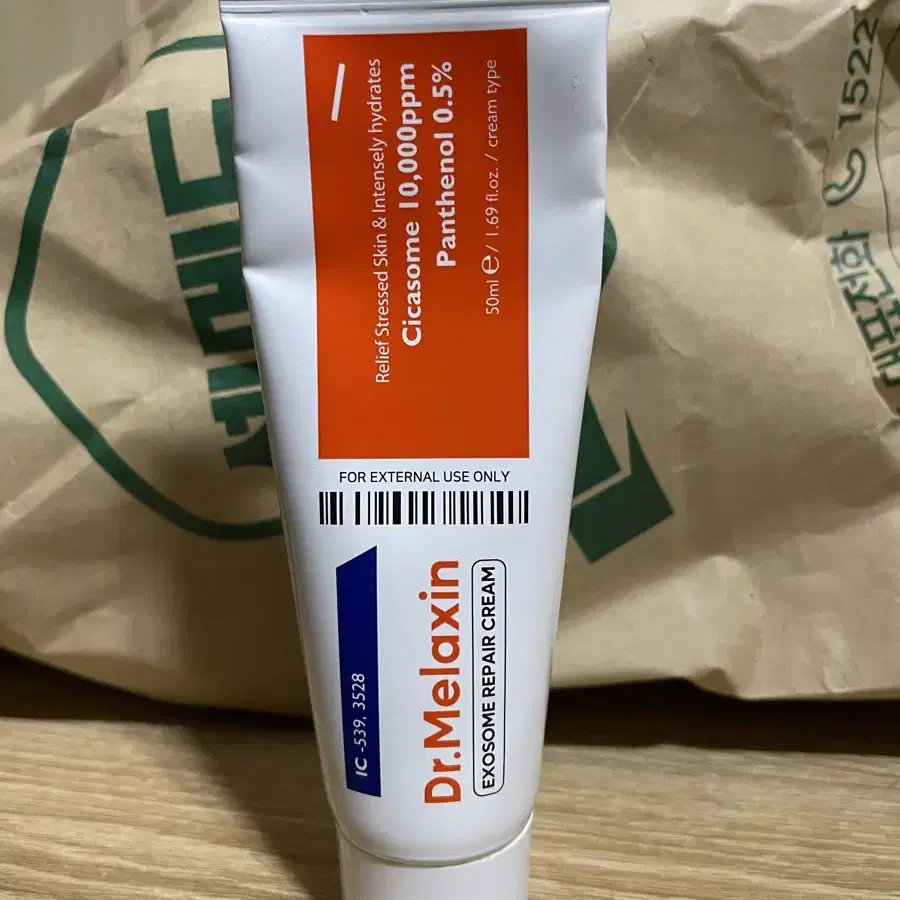 Relief Stressed Skin & Intensely hydrates
Cicasome 10,000ppm
Panthenol 0.5%
50ml e / 1.69 fl.oz. / cream type
FOR EXTERNAL USE ONLY
IC -539, 3528
Dr.Melaxin
EXOSOME REPAIR CREAM
대표전화
1522